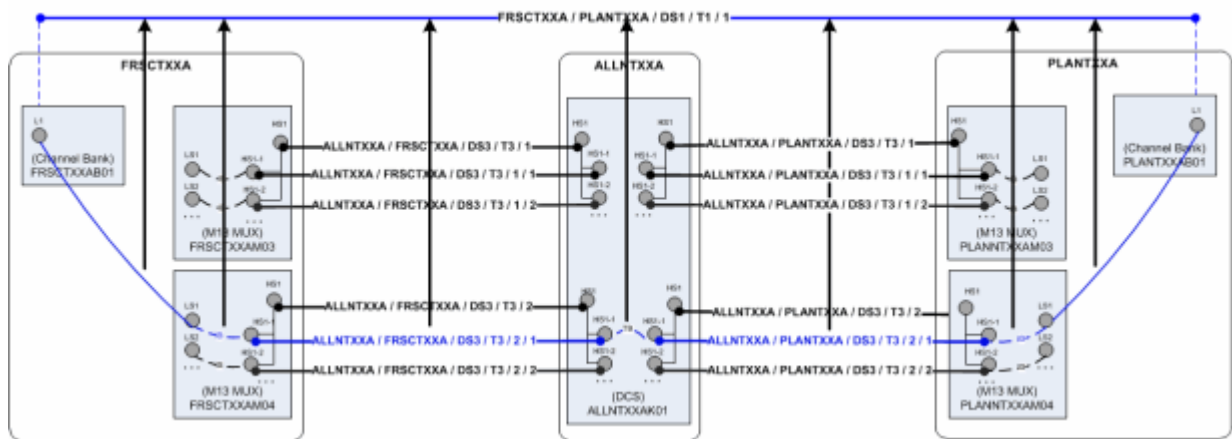 FRSCTXXA / PLANTXXA / DS1 / T1 / 1
FRSCTXXA
L1
(Channel Bank)
FRSCTXXAB01
HS1
LS1
HS1-1
LS2
HS1-2
...
...
(M13 MUX)
FRSCTXXAM03
HS1
LS1
HS1-1
LS2
HS1-2
...
...
(M13 MUX)
FRSCTXXAM04
ALLNTXXA / FRSCTXXA / DS3 / T3 / 1
ALLNTXXA / FRSCTXXA / DS3 / T3 / 1 / 1
ALLNTXXA / FRSCTXXA / DS3 / T3 / 1 / 2
ALLNTXXA / FRSCTXXA / DS3 / T3 / 2
ALLNTXXA / FRSCTXXA / DS3 / T3 / 2 / 1
ALLNTXXA / FRSCTXXA / DS3 / T3 / 2 / 2
ALLNTXXA
HS1
HS1
HS1-1
HS1-1
HS1-2
HS1-2
...
...
HS1
HS1
HS1-1
HS1-1
HS1-2
HS1-2
...
...
(DCS)
ALLNTXXAK01
ALLNTXXA / PLANTXXA / DS3 / T3 / 1
ALLNTXXA / PLANTXXA / DS3 / T3 / 1 / 1
ALLNTXXA / PLANTXXA / DS3 / T3 / 1 / 2
ALLNTXXA / PLANTXXA / DS3 / T3 / 2
ALLNTXXA / PLANTXXA / DS3 / T3 / 2 / 1
ALLNTXXA / PLANTXXA / DS3 / T3 / 2 / 2
PLANTXXA
HS1
HS1-1
LS1
HS1-2
LS2
...
...
(M13 MUX)
PLANNTXXAM03
HS1
LS1
HS1-1
LS2
HS1-2
...
...
(M13 MUX)
PLANNTXXAM04
L1
(Channel Bank)
PLANTXXAB01